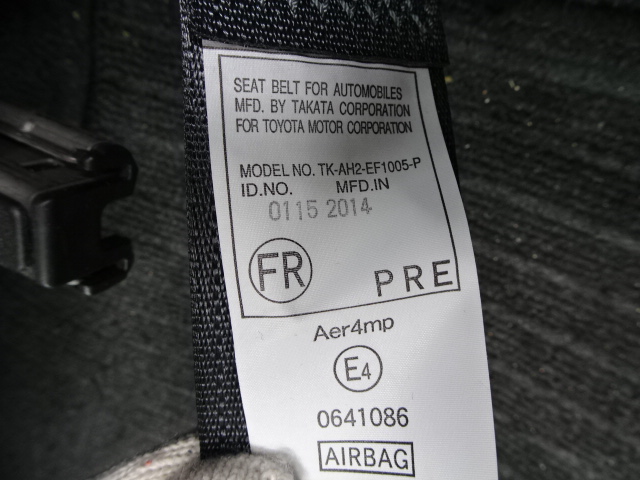 SEAT BELT FOR AUTOMOBILES
MFD. BY TAKATA CORPORATION
FOR TOYOTA MOTOR CORPORATION
MODEL NO. TK-AH2-EF1005-P
ID.NO. MFD.IN
0115 2014
FR PRE
Aer4mp
E4
0641086
AIRBAG